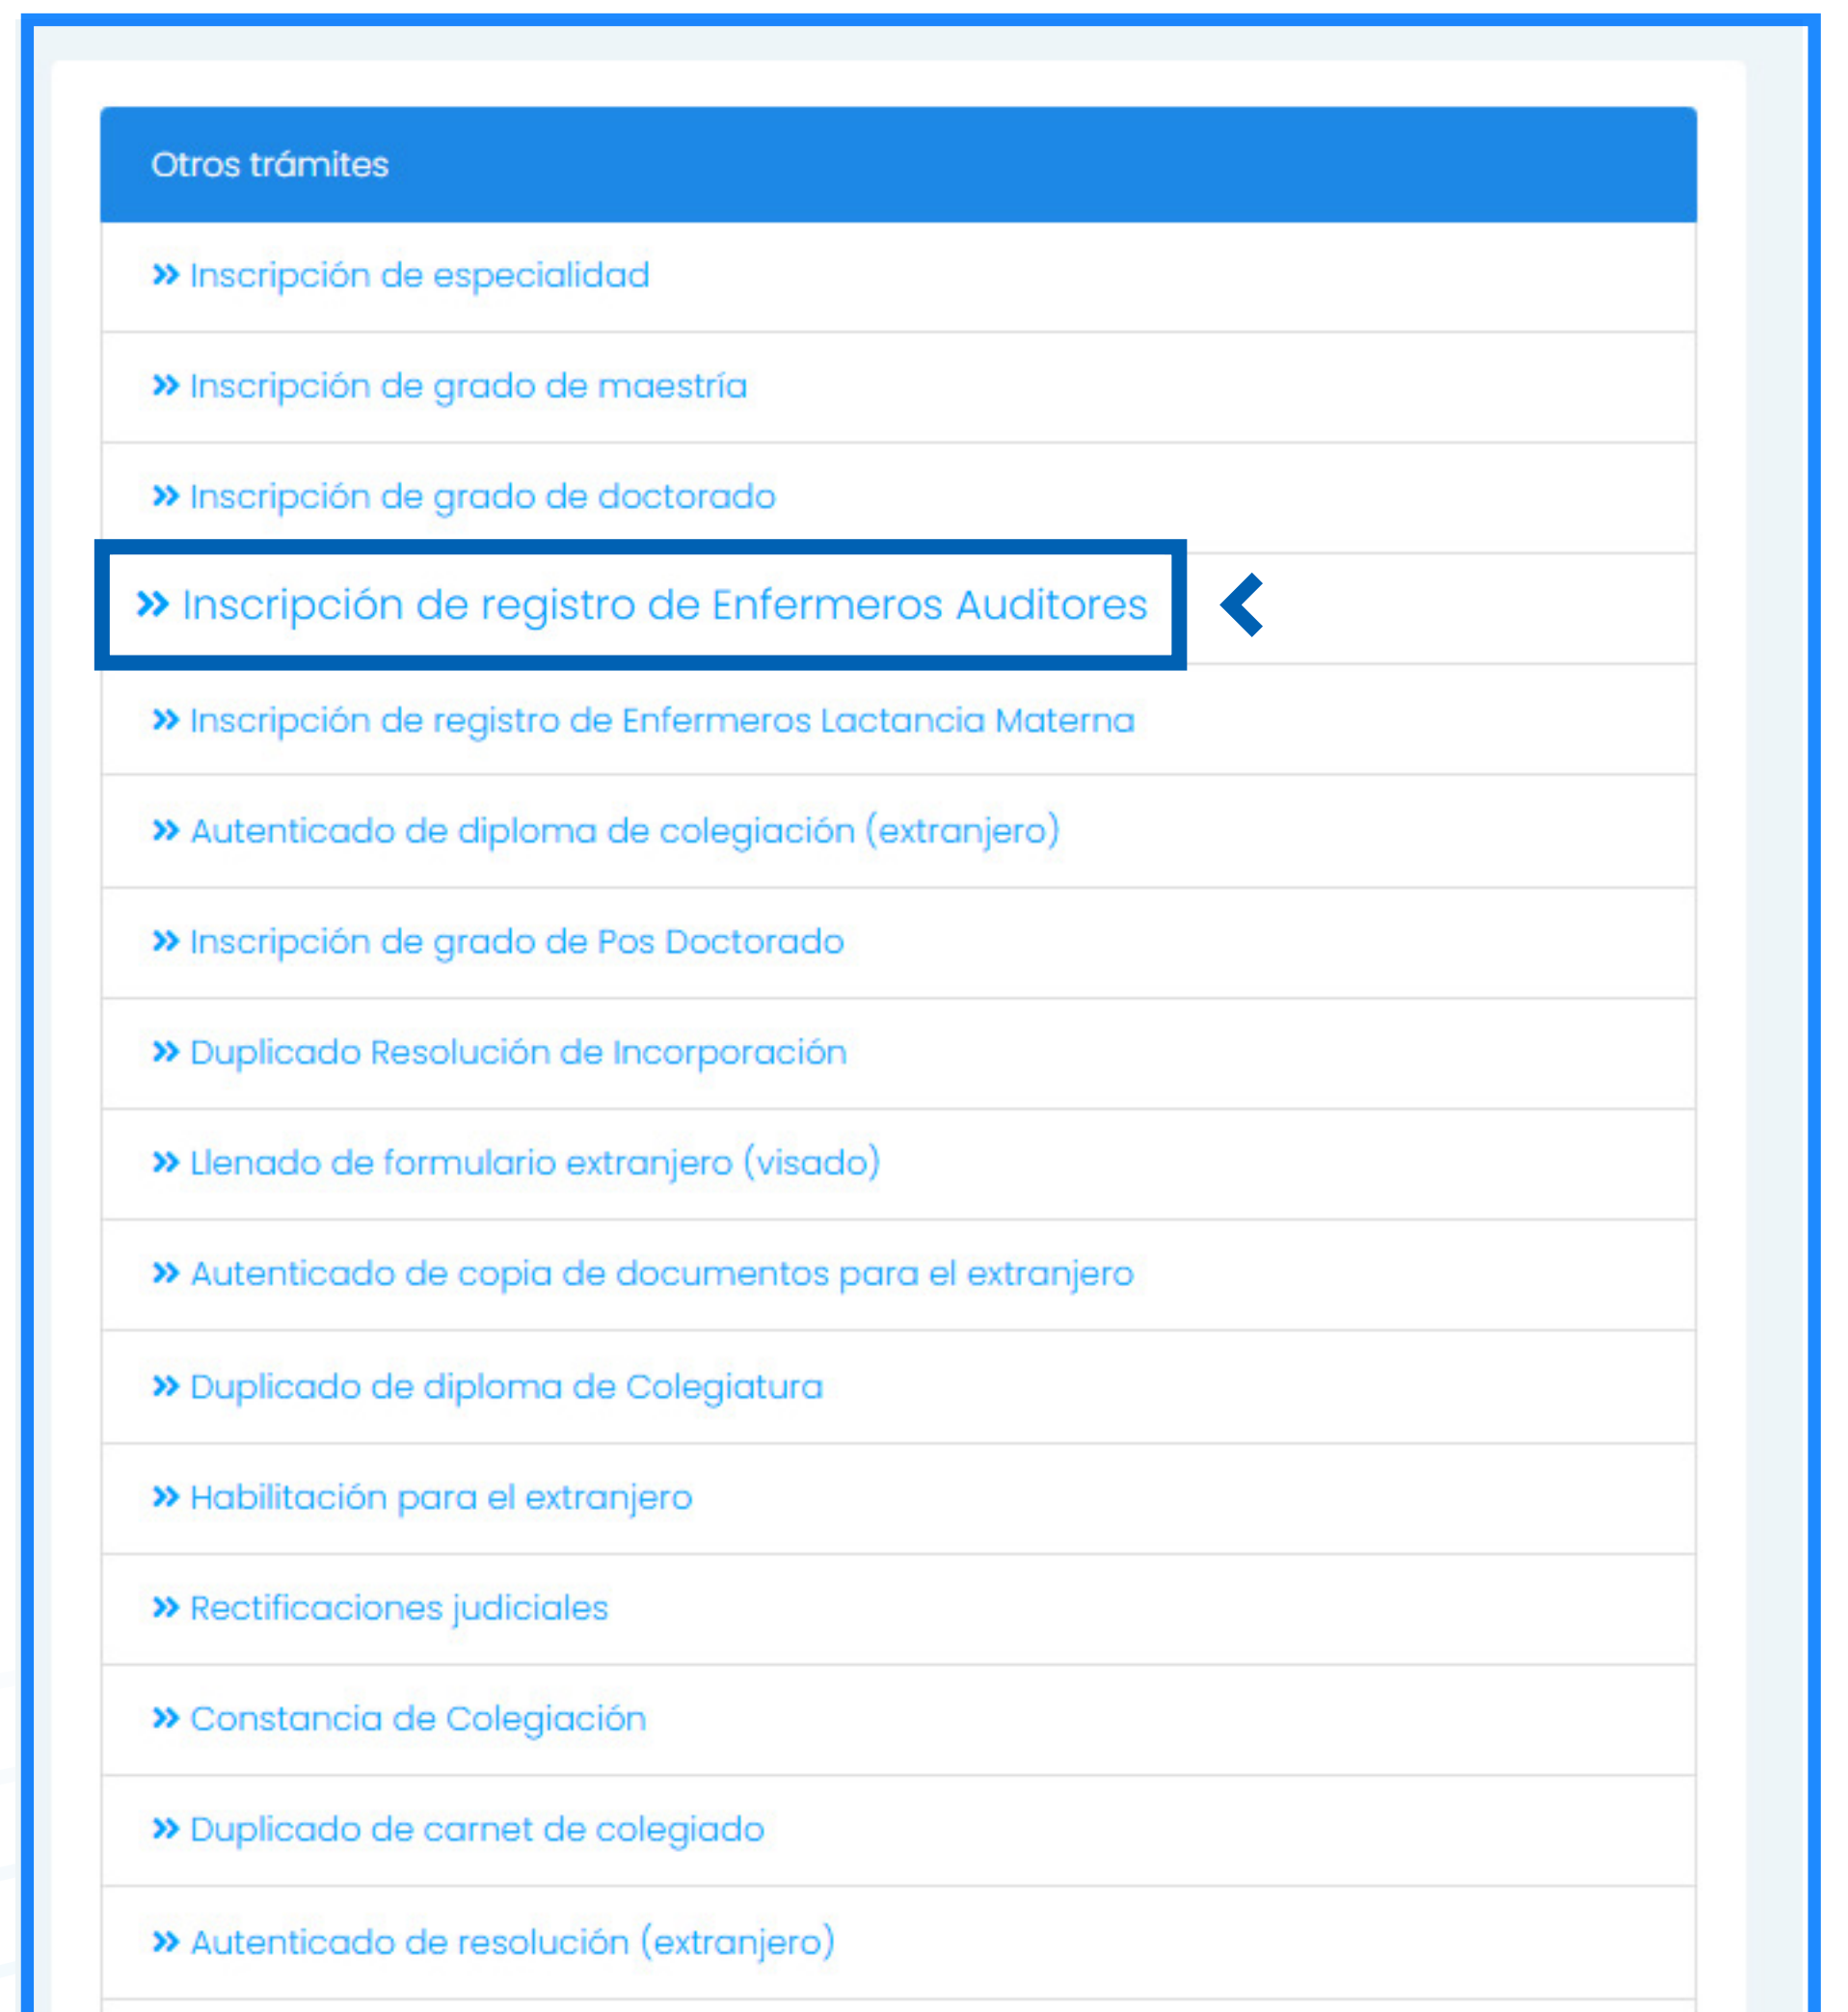 Otros trámites
» Inscripción de especialidad
» Inscripción de grado de maestría
» Inscripción de grado de doctorado
» Inscripción de registro de Enfermeros Auditores
» Inscripción de registro de Enfermeros Lactancia Materna
» Autenticado de diploma de colegiación (extranjero)
» Inscripción de grado de Pos Doctorado
» Duplicado Resolución de Incorporación
» Llenado de formulario extranjero (visado)
» Autenticado de copia de documentos para el extranjero
» Duplicado de diploma de Colegiatura
» Habilitación para el extranjero
» Rectificaciones judiciales
» Constancia de Colegiación
» Duplicado de carnet de colegiado
» Autenticado de resolución (extranjero)